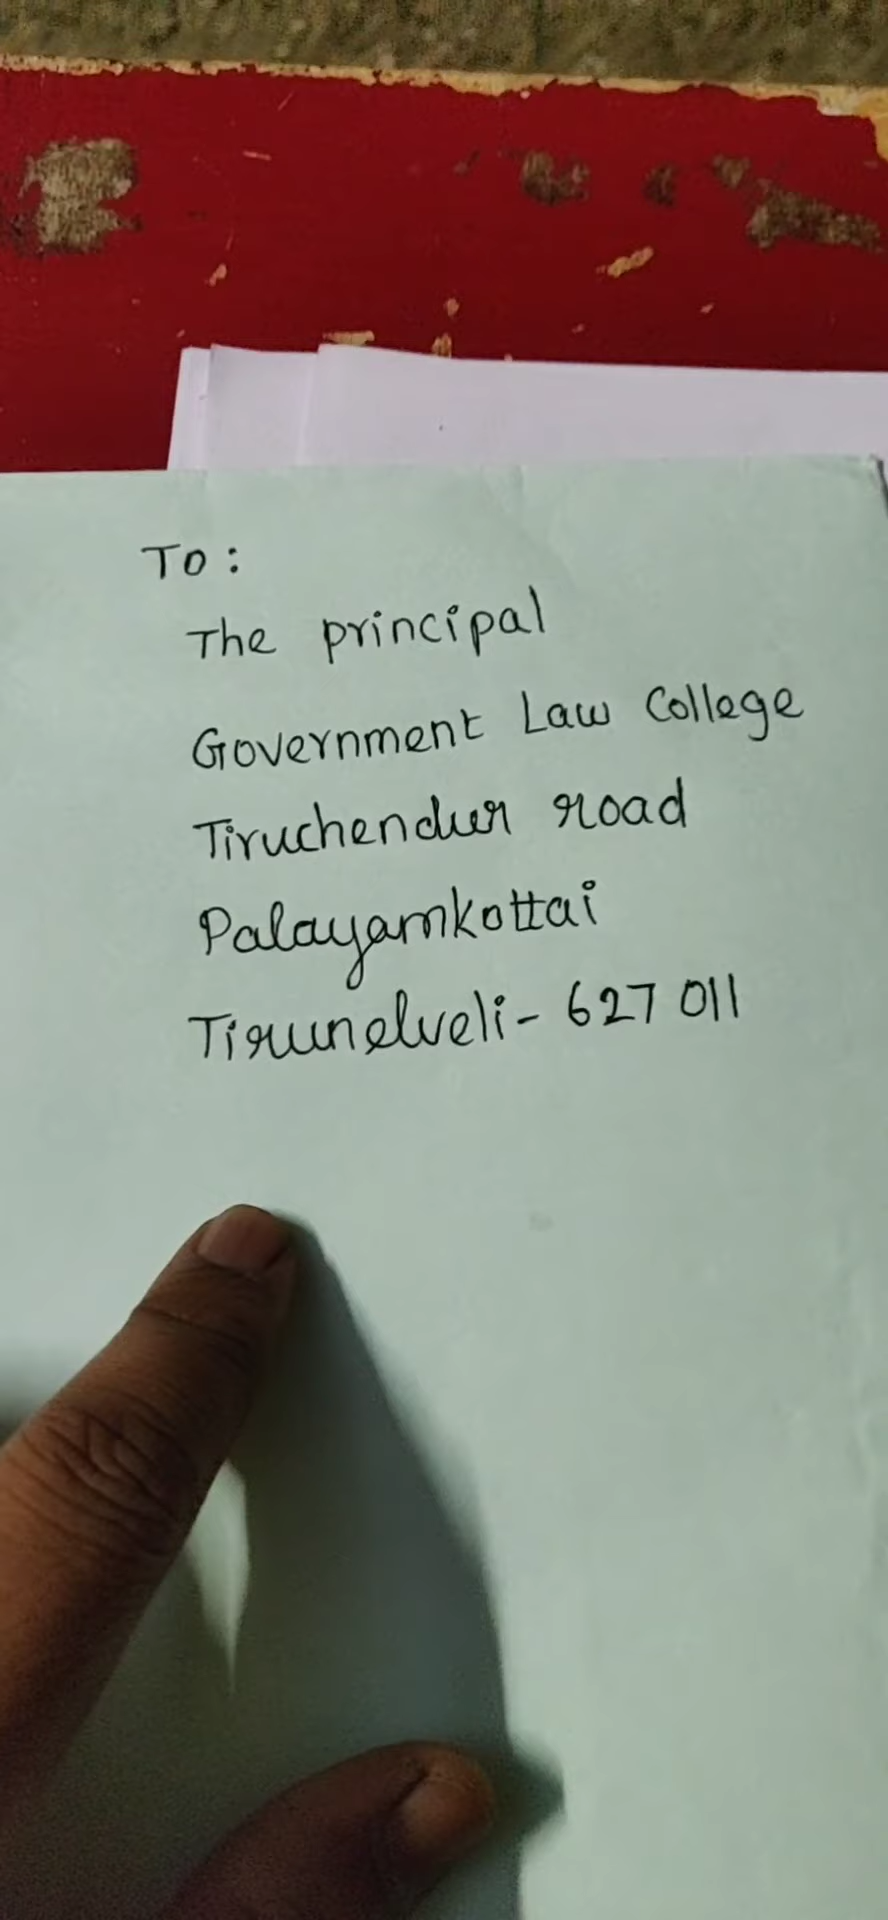 To:
The principal
Government Law College
Tiruchendur road
Palayamkottai
Tirunelveli- 627 011